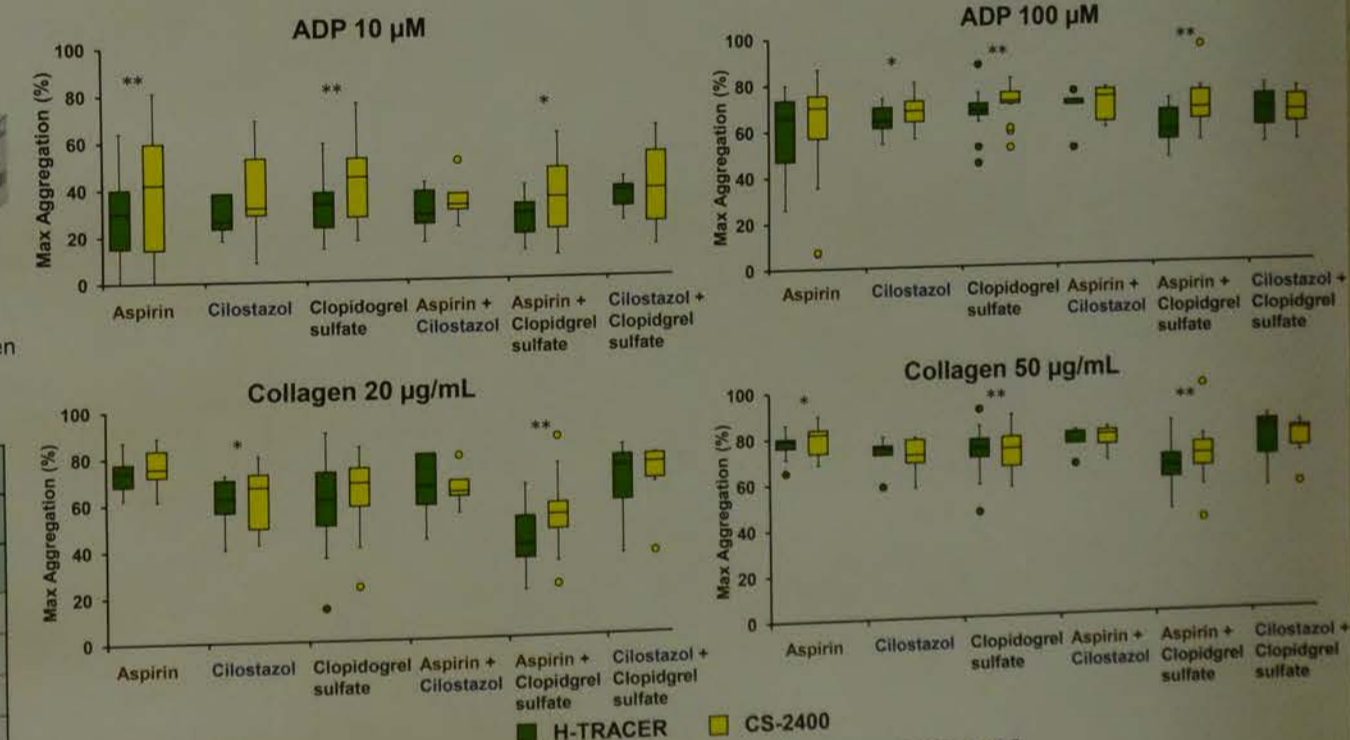 ADP 10 µM
Max Aggregation (%)
100
80
60
40
20
0
**
**
*
Aspirin
Cilostazol
Clopidogrel
sulfate
Aspirin +
Cilostazol
Aspirin +
Clopidgrel
sulfate
Cilostazol +
Clopidgrel
sulfate
ADP 100 µM
Max Aggregation (%)
100
80
60
40
20
0
*
**
**
Aspirin
Cilostazol
Clopidogrel
sulfate
Aspirin +
Cilostazol
Aspirin +
Clopidgrel
sulfate
Cilostazol +
Clopidgrel
sulfate
en
Collagen 20 µg/mL
Max Aggregation (%)
100
80
60
40
20
0
*
**
Aspirin
Cilostazol
Clopidogrel
sulfate
Aspirin +
Cilostazol
Aspirin +
Clopidgrel
sulfate
Cilostazol +
Clopidgrel
sulfate
Collagen 50 µg/mL
Max Aggregation (%)
100
80
60
40
20
0
*
**
**
Aspirin
Cilostazol
Clopidogrel
sulfate
Aspirin +
Cilostazol
Aspirin +
Clopidgrel
sulfate
Cilostazol +
Clopidgrel
sulfate
H-TRACER
CS-2400